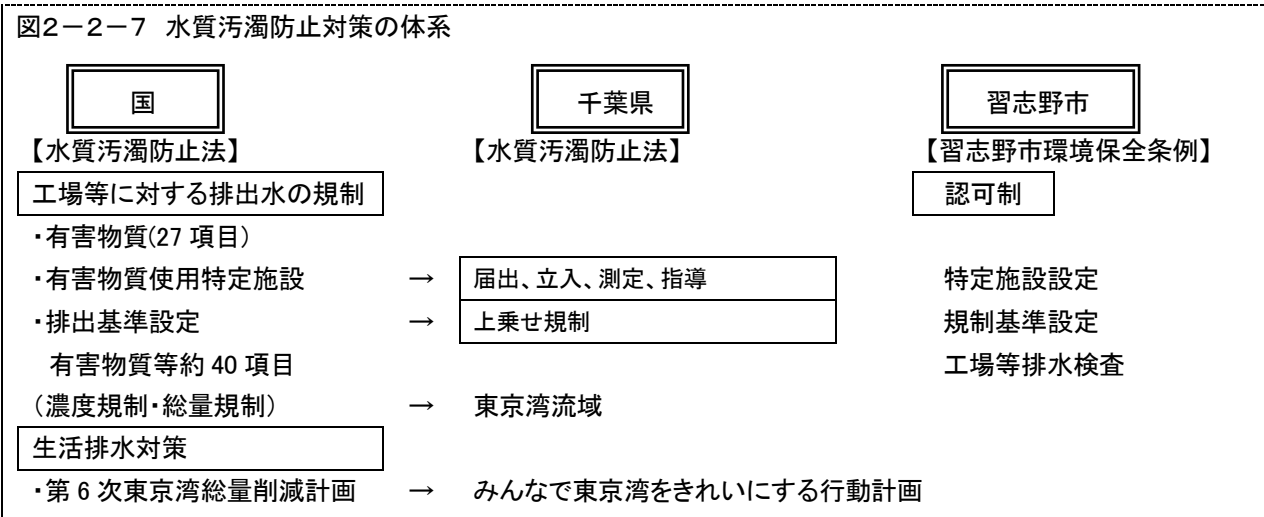 図2-2-7 水質汚濁防止対策の体系
国 千葉県 習志野市
【水質汚濁防止法】 【水質汚濁防止法】 【習志野市環境保全条例】
工場等に対する排出水の規制 認可制
・有害物質(27 項目)
・有害物質使用特定施設 → 届出、立入、測定、指導 特定施設設定
・排出基準設定 → 上乗せ規制 規制基準設定
有害物質等約 40 項目 工場等排水検査
(濃度規制・総量規制) → 東京湾流域
生活排水対策
・第 6 次東京湾総量削減計画 → みんなで東京湾をきれいにする行動計画